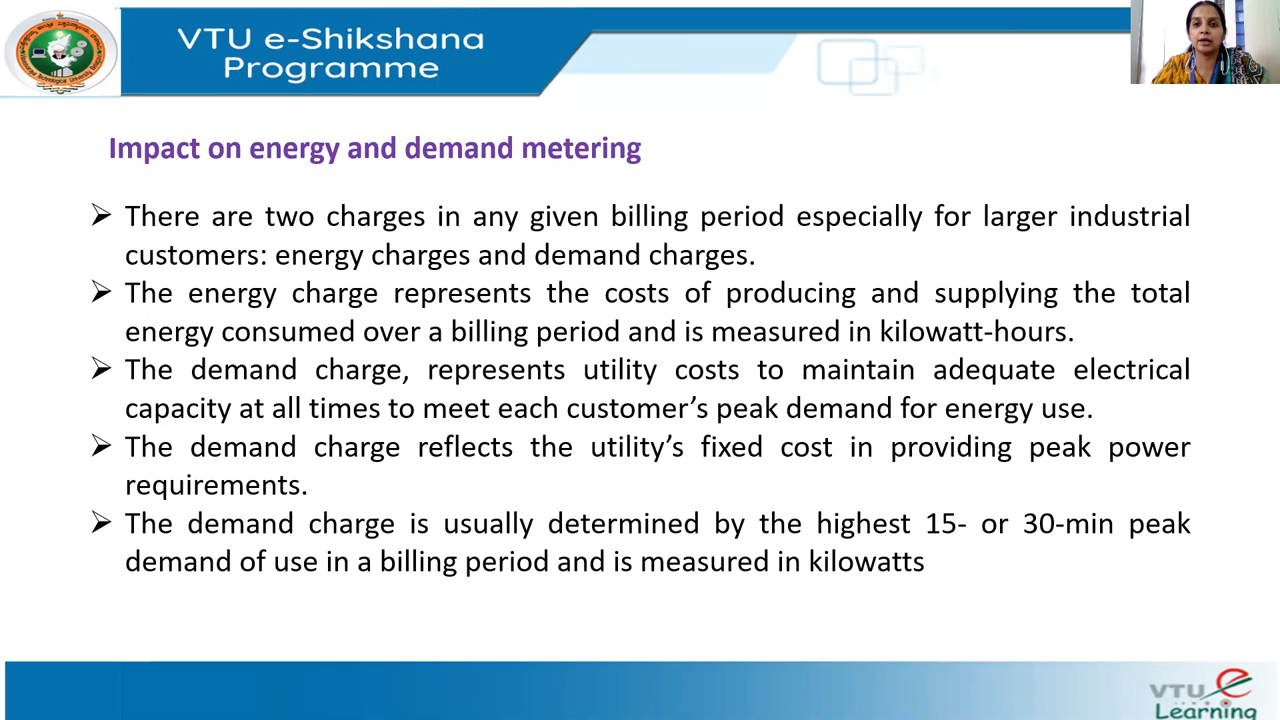 VTU e-Shikshana
Programme
Impact on energy and demand metering
➢ There are two charges in any given billing period especially for larger industrial
customers: energy charges and demand charges.
➢ The energy charge represents the costs of producing and supplying the total
energy consumed over a billing period and is measured in kilowatt-hours.
➢ The demand charge, represents utility costs to maintain adequate electrical
capacity at all times to meet each customer’s peak demand for energy use.
➢ The demand charge reflects the utility’s fixed cost in providing peak power
requirements.
➢ The demand charge is usually determined by the highest 15- or 30-min peak
demand of use in a billing period and is measured in kilowatts
VTU e
Learning